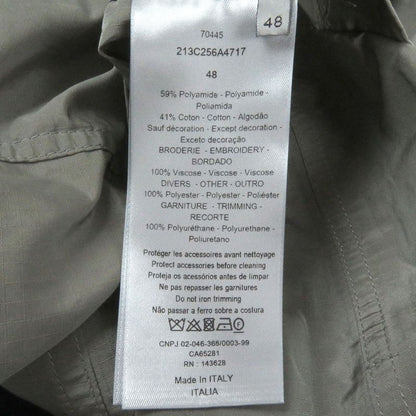 48
70445
213C256A4717
48
59% Polyamide - Polyamide -
Poliamida
41% Coton - Cotton - Algodão
Sauf décoration - Except decoration -
Exceto decoração
BRODERIE - EMBROIDERY -
BORDADO
100% Viscose - Viscose - Viscose
DIVERS - OTHER - OUTRO
100% Polyester - Polyester - Poliéster
GARNITURE - TRIMMING -
RECORTE
100% Polyuréthane - Polyurethane -
Poliuretano
Protéger les accessoires avant nettoyage
Protect accessories before cleaning
Proteja os acessórios antes de limpar
Ne pas repasser les garnitures
Do not iron trimming
Não passar a ferro sobre a costura
CNPJ 02-046-366/0003-99
CA65281
RN : 143628
Made In ITALY
ITALIA